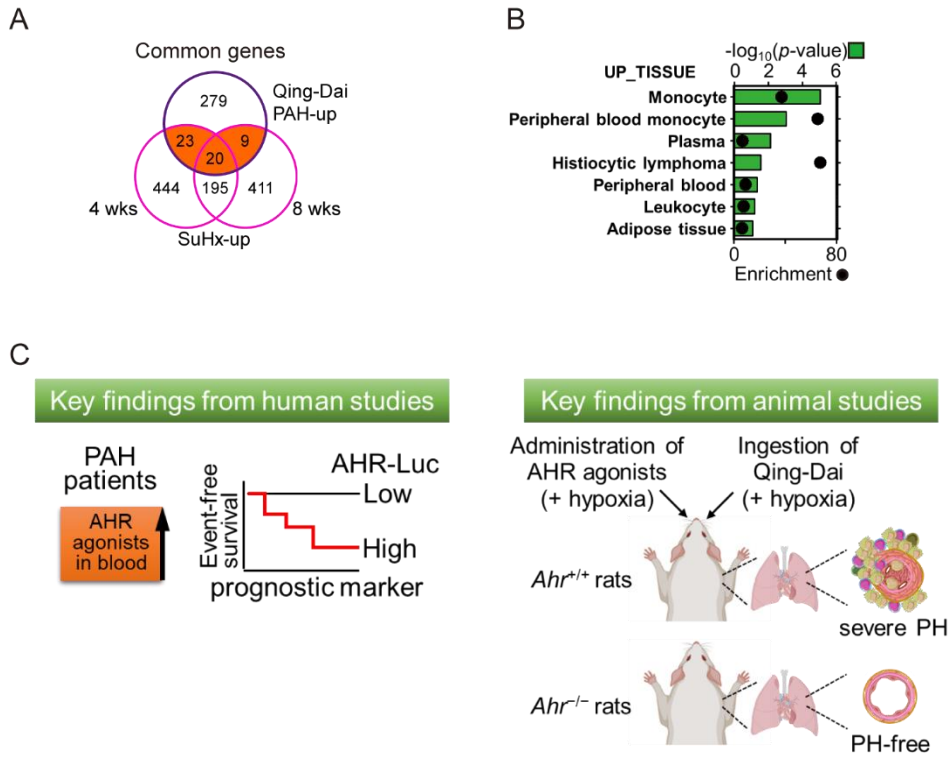 A
Common genes
279
Qing-Dai
PAH-up
23
9
20
444
195
411
4 wks
8 wks
SuHx-up
B
-log10(p-value)
UP_TISSUE
0 2 4 6
Monocyte
Peripheral blood monocyte
Plasma
Histiocytic lymphoma
Peripheral blood
Leukocyte
Adipose tissue
0 80
Enrichment
C
Key findings from human studies
PAH
patients
AHR
agonists
in blood
Event-free
survival
AHR-Luc
Low
High
prognostic marker
Key findings from animal studies
Administration of
AHR agonists
(+ hypoxia)
Ingestion of
Qing-Dai
(+ hypoxia)
Ahr+/+ rats
severe PH
Ahr−/− rats
PH-free